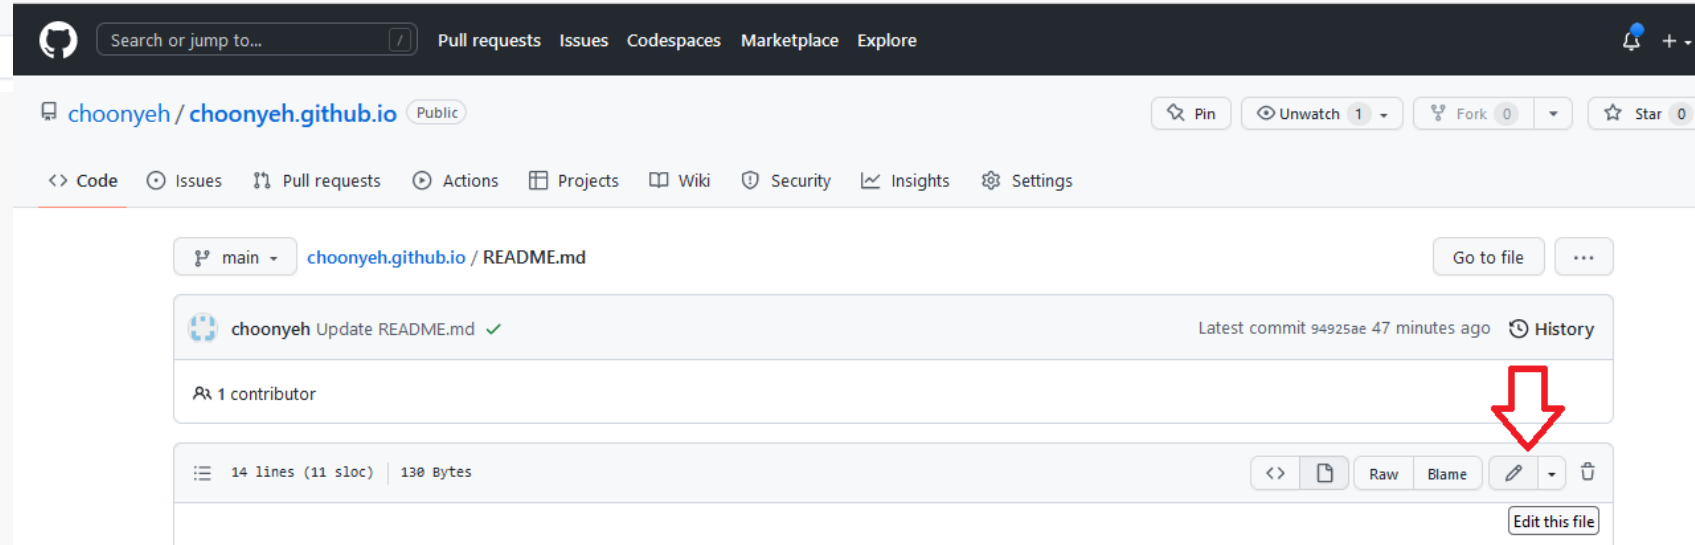 Search or jump to... / Pull requests Issues Codespaces Marketplace Explore
choonyeh / choonyeh.github.io Public Pin Unwatch 1 Fork 0 Star 0
<> Code Issues Pull requests Actions Projects Wiki Security Insights Settings
main choonyeh.github.io / README.md Go to file ...
choonyeh Update README.md Latest commit 94925ae 47 minutes ago History
1 contributor
14 lines (11 sloc) 130 Bytes <> Raw Blame
Edit this file